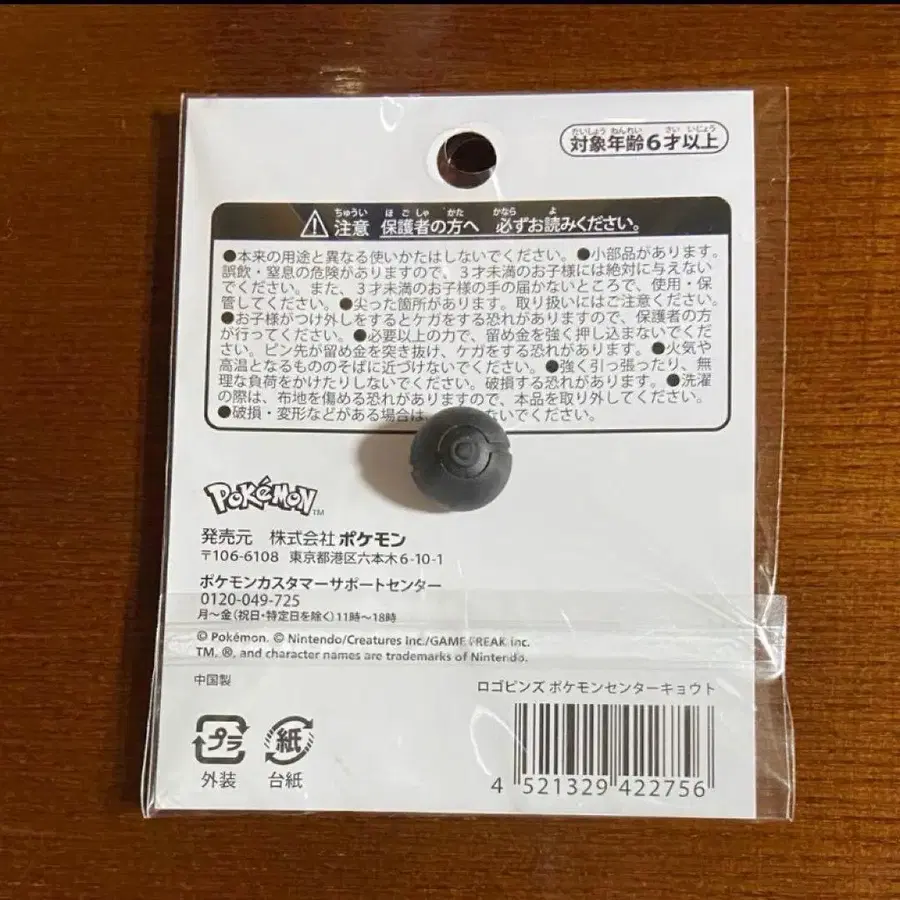 たいしょう ねんれい さい いじょう
対象年齢6才以上
ちゅうい ほごしゃ かた かなら よ
注意 保護者の方へ 必ずお読みください。
●本来の用途と異なる使いかたはしないでください。●小部品があります。
誤飲・窒息の危険がありますので、3才未満のお子様には絶対に与えない
でください。また、3才未満のお子様の手の届かないところで、使用・保
管してください。●尖った箇所があります。取り扱いにはご注意ください。
●お子様がつけ外しをするとケガをする恐れがありますので、保護者の方
が行ってください。●必要以上の力で、留め金を強く押し込まないでくだ
さい。ピン先が留め金を突き抜け、ケガをする恐れがあります。●火気や
高温となるもののそばに近づけないでください。●強く引っ張ったり、無
理な負荷をかけたりしないでください。破損する恐れがあります。●洗濯
の際は、布地を傷める恐れがありますので、本品を取り外してください。
●破損・変形などがある場合は、 ないでください。
POKéMON TM
発売元 株式会社 ポケモン
〒106-6108 東京都港区六本木6-10-1
ポケモンカスタマーサポートセンター
0120-049-725
月〜金(祝日・特定日を除く)11時〜18時
© Pokémon. © Nintendo/Creatures Inc./GAME FREAK inc.
TM, ®, and character names are trademarks of Nintendo.
中国製
ロゴピンズ ポケモンセンターキョウト
プラ 紙
外装 台紙
4 521329 422756